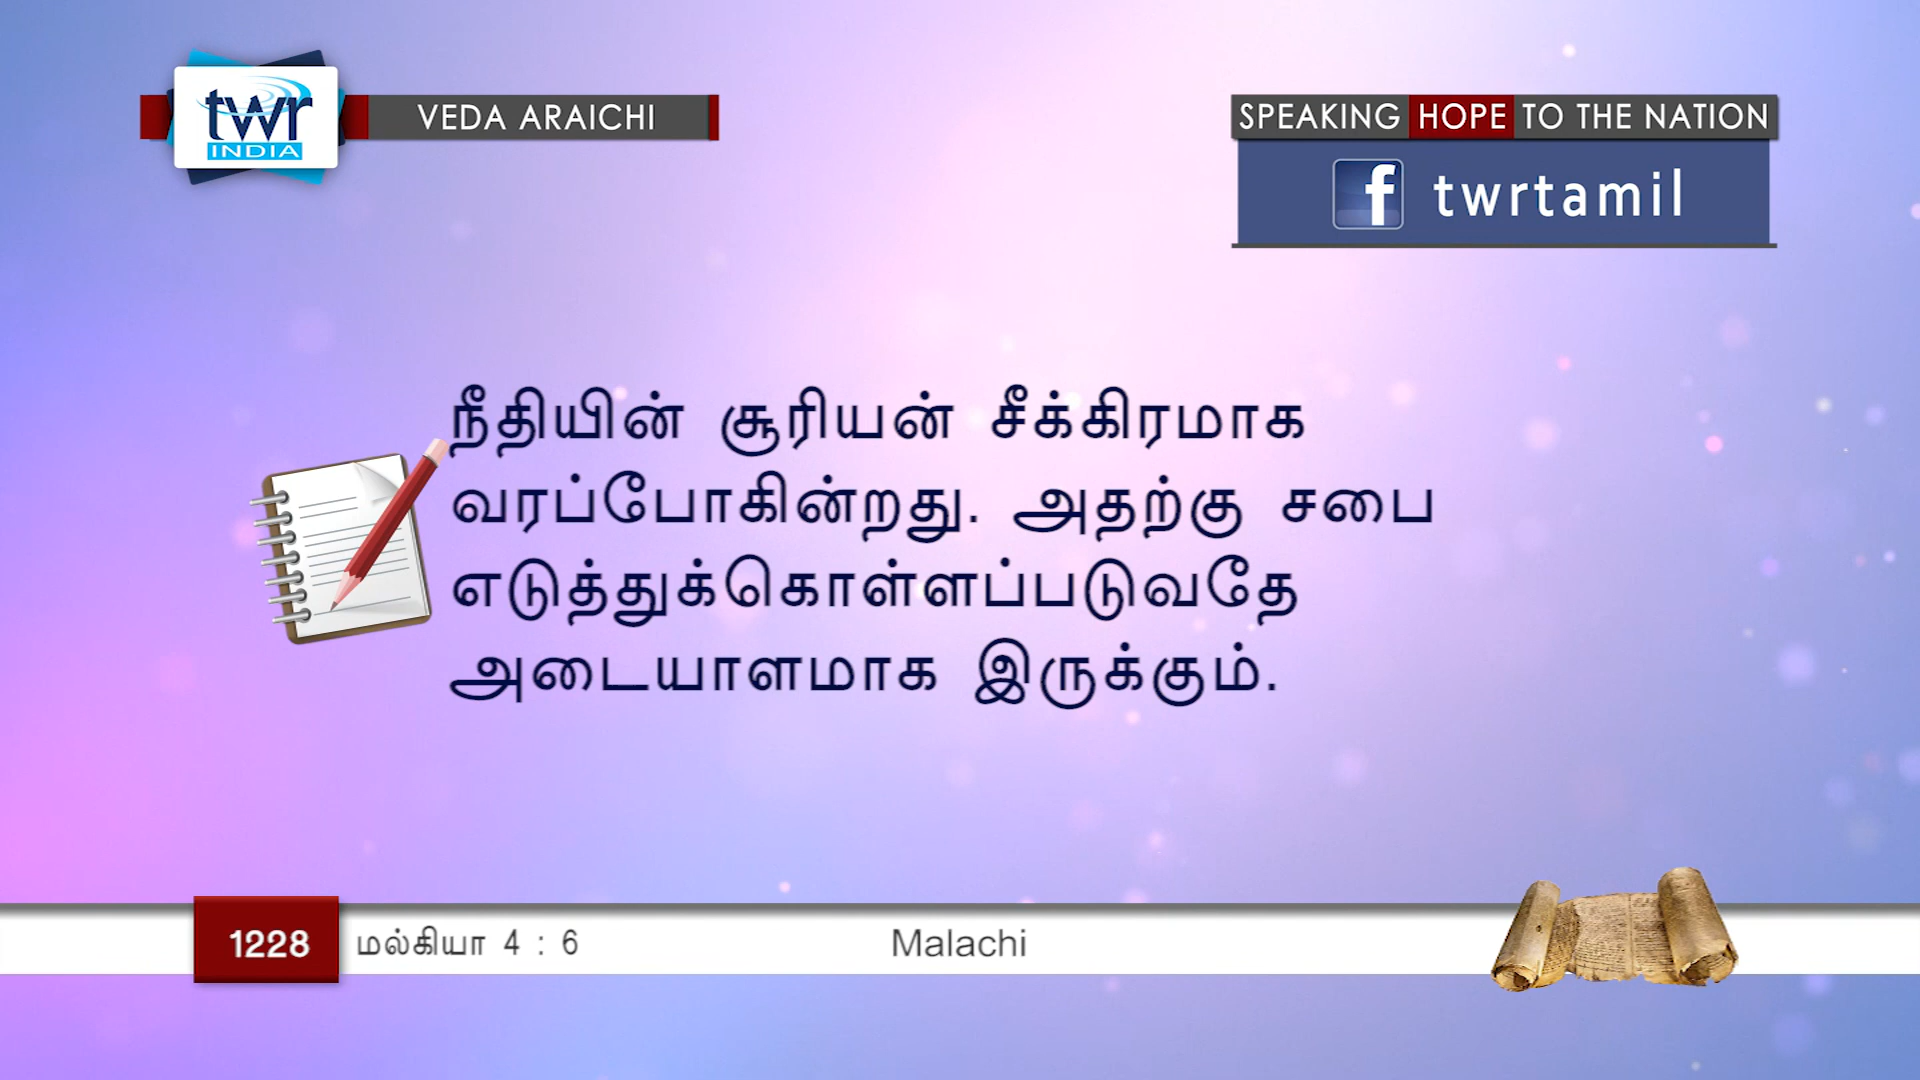 twr
INDIA
VEDA ARAICHI
SPEAKING HOPE TO THE NATION
f twrtamil
நீதியின் சூரியன் சீக்கிரமாக
வரப்போகின்றது. அதற்கு சபை
எடுத்துக்கொள்ளப்படுவதே
அடையாளமாக இருக்கும்.
1228 மல்கியா 4 : 6 Malachi